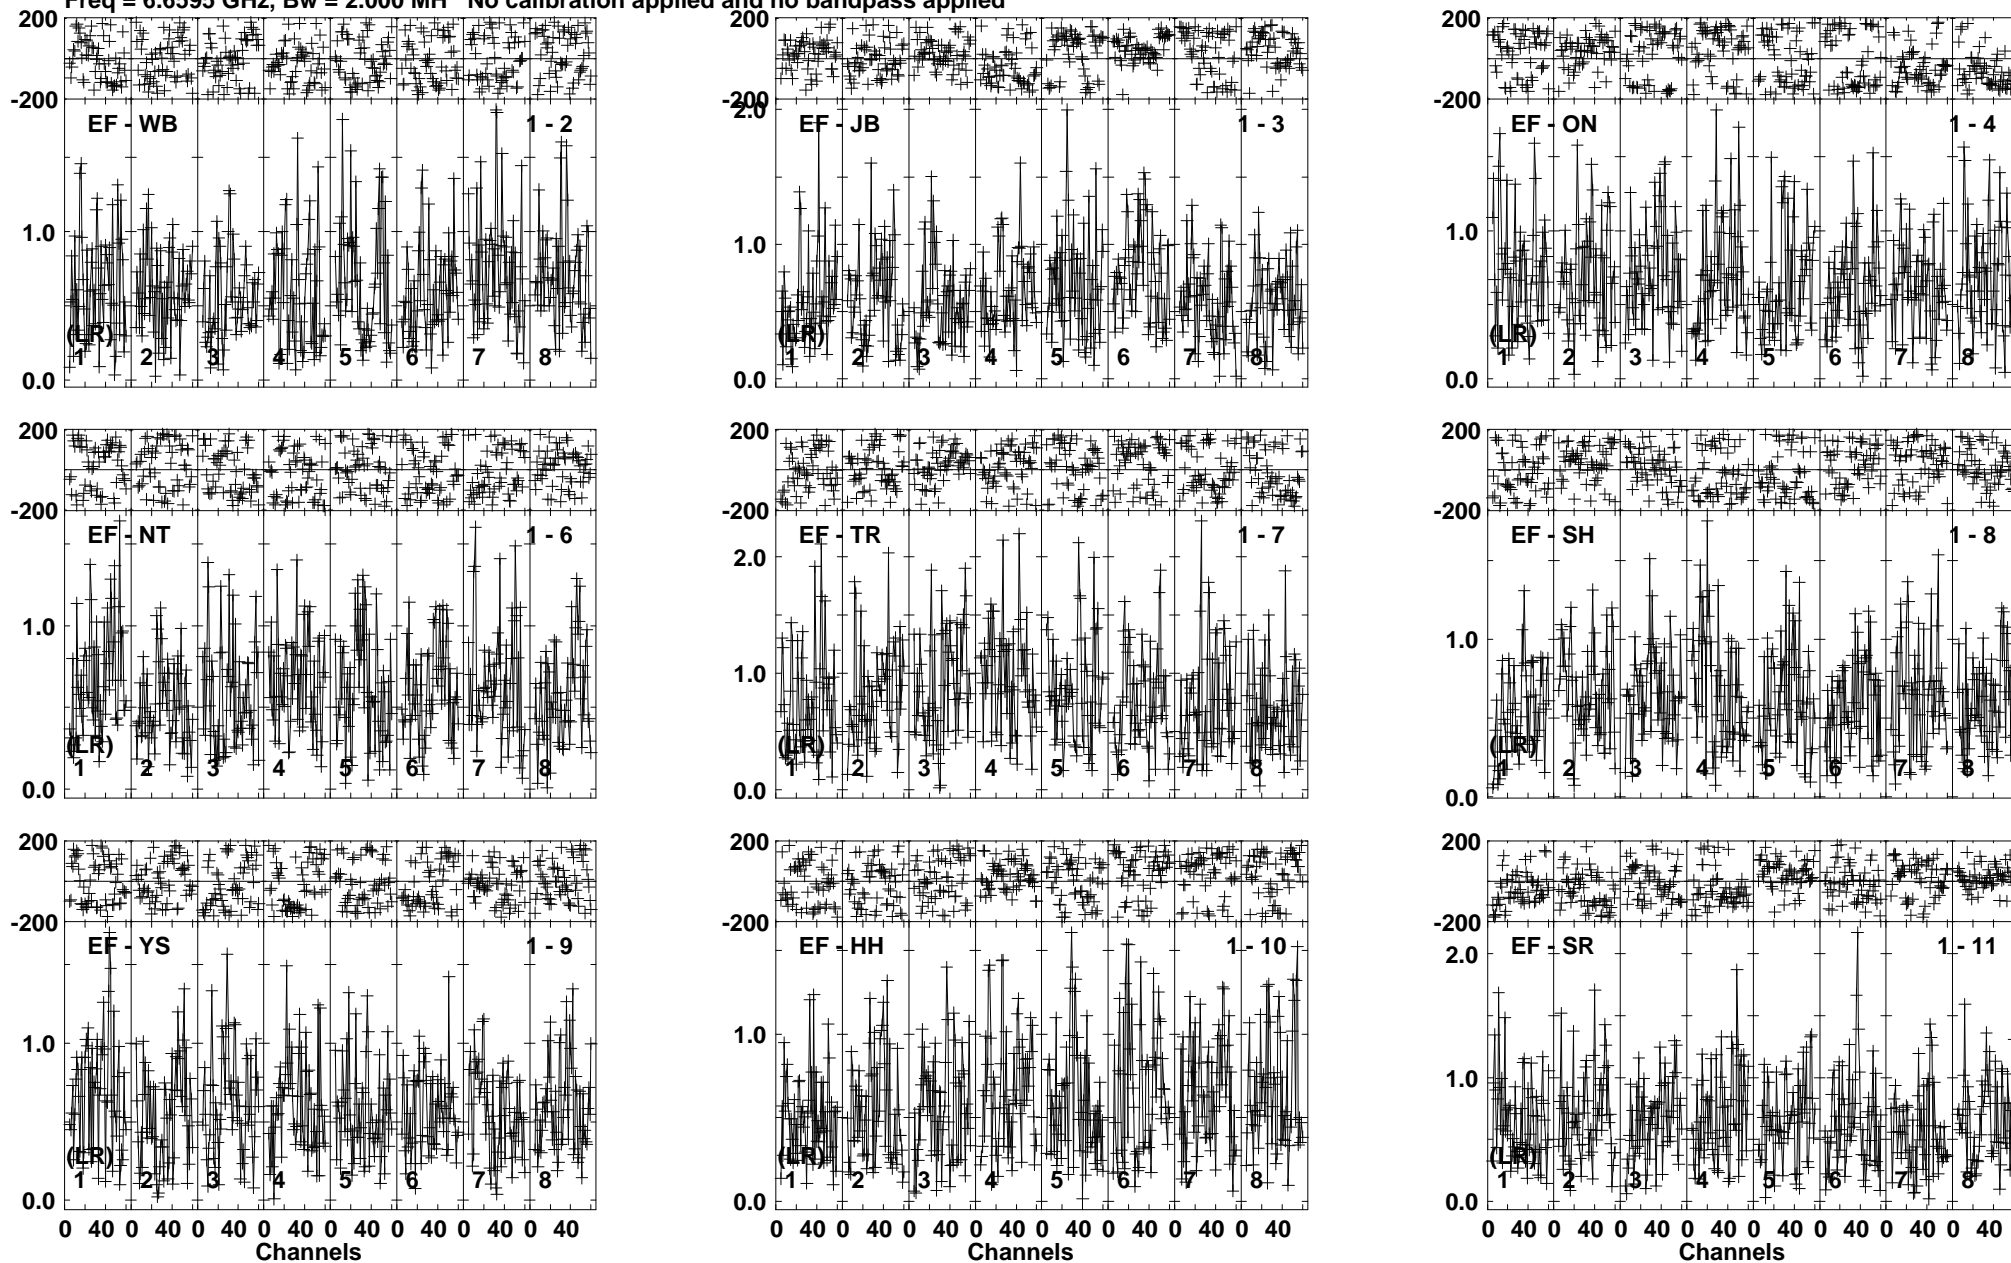 Freq = 6.6595 GHz, Bw = 2.000 MH No calibration applied and no bandpass applied
200 200 200
-200 -200 -200
EF - WB 1 - 2 2.0 EF - JB 1 - 3 EF - ON 1 - 4
1.0 1.0 1.0
(LR) (LR) (LR)
1 2 3 4 5 6 7 8 1 2 3 4 5 6 7 8 1 2 3 4 5 6 7 8
0.0 0.0 0.0
200 200 200
-200 -200 -200
EF - NT 1 - 6 EF - TR 1 - 7 EF - SH 1 - 8
2.0
1.0 1.0 1.0
(LR) (LR) (LR)
1 2 3 4 5 6 7 8 1 2 3 4 5 6 7 8 1 2 3 4 5 6 7 8
0.0 0.0 0.0
200 200 200
-200 -200 -200
EF - YS 1 - 9 EF - HH 1 - 10 EF - SR 1 - 11
2.0
1.0 1.0 1.0
(LR) (LR) (LR)
1 2 3 4 5 6 7 8 1 2 3 4 5 6 7 8 1 2 3 4 5 6 7 8
0.0 0.0 0.0
0 40 0 40 0 40 0 40 0 40 0 40 0 40 0 40 0 40 0 40 0 40 0 40 0 40 0 40 0 40 0 40 0 40 0 40 0 40 0 40 0 40 0 40 0 40 0 40
Channels Channels Channels